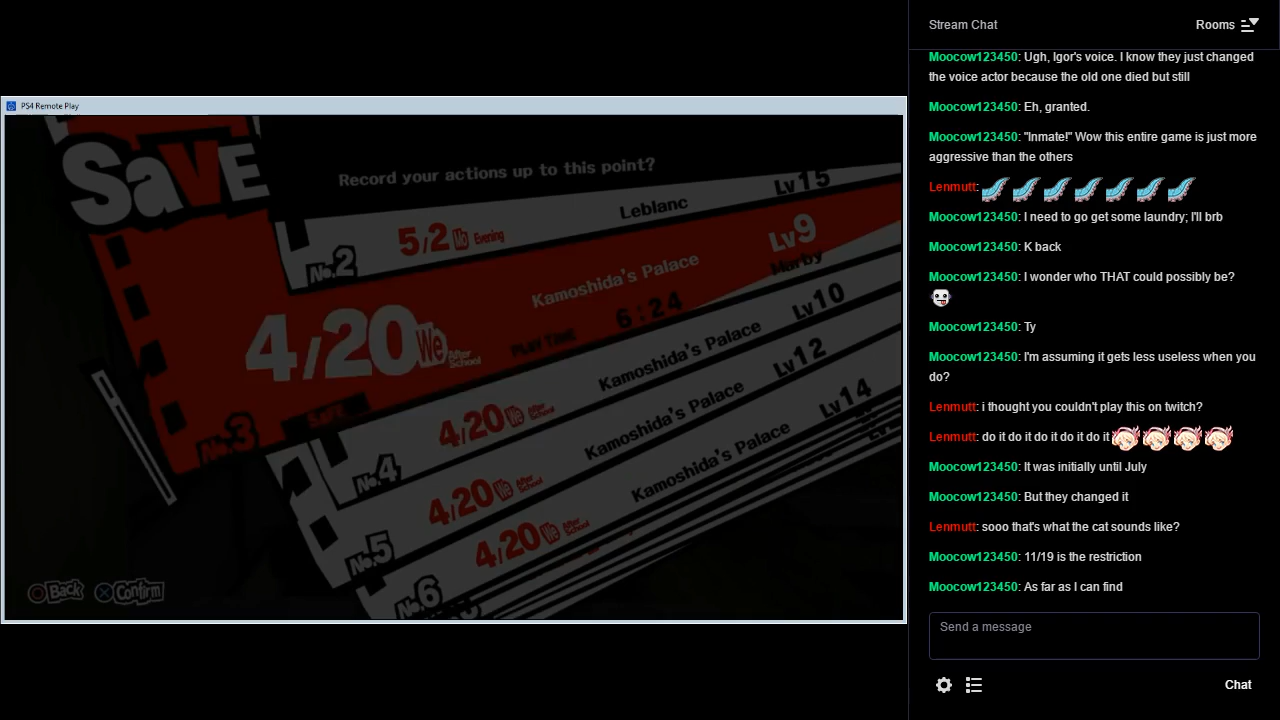 Stream Chat
Rooms
PS4 Remote Play
SavE
Record your actions up to this point?
No.2
5/2 Mo Evening
Leblanc
Lv15
No.3
4/20 We After School
Kamoshida's Palace
Lv9
Marby
PLay Time
6:24
No.4
4/20 We After School
Kamoshida's Palace
Lv10
No.5
4/20 We After School
Kamoshida's Palace
Lv12
No.6
4/20 We After School
Kamoshida's Palace
Lv14
Back
Confirm
Moocow123450: Ugh, Igor's voice. I know they just changed
the voice actor because the old one died but still
Moocow123450: Eh, granted.
Moocow123450: "Inmate!" Wow this entire game is just more
aggressive than the others
Lenmutt:
Moocow123450: I need to go get some laundry; I'll brb
Moocow123450: K back
Moocow123450: I wonder who THAT could possibly be?
Moocow123450: Ty
Moocow123450: I'm assuming it gets less useless when you
do?
Lenmutt: i thought you couldn't play this on twitch?
Lenmutt: do it do it do it do it do it do it
Moocow123450: It was initially until July
Moocow123450: But they changed it
Lenmutt: sooo that's what the cat sounds like?
Moocow123450: 11/19 is the restriction
Moocow123450: As far as I can find
Send a message
Chat